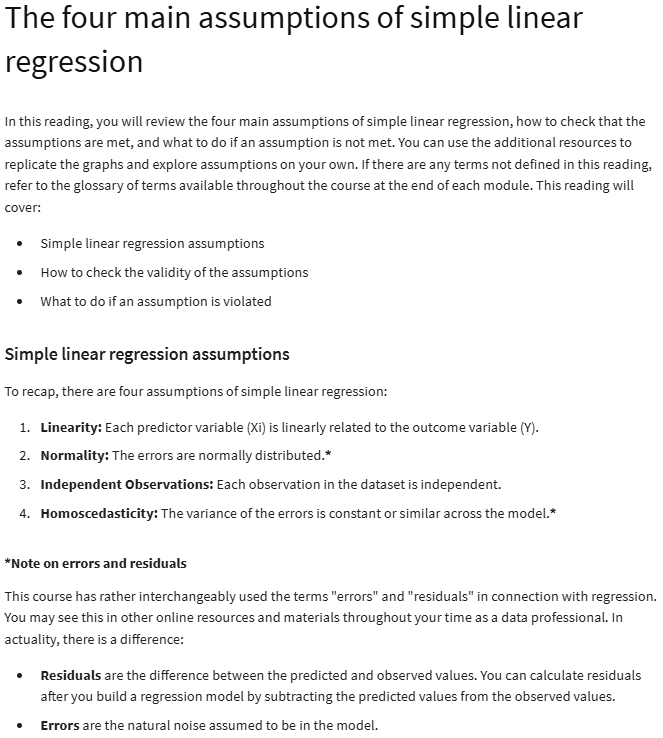 The four main assumptions of simple linear
regression
In this reading, you will review the four main assumptions of simple linear regression, how to check that the
assumptions are met, and what to do if an assumption is not met. You can use the additional resources to
replicate the graphs and explore assumptions on your own. If there are any terms not defined in this reading,
refer to the glossary of terms available throughout the course at the end of each module. This reading will
cover:
• Simple linear regression assumptions
• How to check the validity of the assumptions
• What to do if an assumption is violated
Simple linear regression assumptions
To recap, there are four assumptions of simple linear regression:
1. Linearity: Each predictor variable (Xi) is linearly related to the outcome variable (Y).
2. Normality: The errors are normally distributed.*
3. Independent Observations: Each observation in the dataset is independent.
4. Homoscedasticity: The variance of the errors is constant or similar across the model.*
*Note on errors and residuals
This course has rather interchangeably used the terms "errors" and "residuals" in connection with regression.
You may see this in other online resources and materials throughout your time as a data professional. In
actuality, there is a difference:
• Residuals are the difference between the predicted and observed values. You can calculate residuals
after you build a regression model by subtracting the predicted values from the observed values.
• Errors are the natural noise assumed to be in the model.